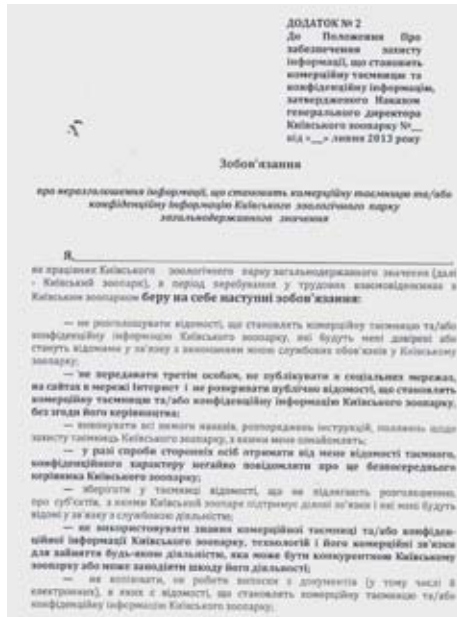 ДОДАТОК № 2
До Положення Про
забезпечення захисту
інформації, що становить
комерційну таємницю та
конфіденційну інформацію,
затвердженого Наказом
генерального директора
Київського зоопарку №__
від «__» липня 2013 року
Зобов'язання
про нерозголошення інформації, що становить комерційну таємницю та/або
конфіденційну інформацію Київського зоологічного парку
загальнодержавного значення
Я,
як працівник Київського зоологічного парку загальнодержавного значення (далі
- Київський зоопарк), в період перебування у трудових взаємовідносинах з
Київським зоопарком беру на себе наступні зобов'язання:
— не розголошувати відомості, що становлять комерційну таємницю та/або
конфіденційну інформацію Київського зоопарку, які будуть мені довірені або
стануть відомими у зв'язку з виконанням мною службових обов'язків у Київському
зоопарку;
— не передавати третім особам, не публікувати в соціальних мережах,
на сайтах в мережі Інтернет і не розкривати публічно відомості, що становлять
комерційну таємницю та/або конфіденційну інформацію Київського зоопарку,
без згоди його керівництва;
— виконувати всі вимоги наказів, розпоряджень інструкцій, положень щодо
захисту таємниць Київського зоопарку, з якими мене ознайомлять;
— у разі спроби сторонніх осіб отримати від мене відомості таємного,
конфіденційного характеру негайно повідомляти про це безпосереднього
керівника Київського зоопарку;
— зберігати у таємниці відомості, що не підлягають розголошенню,
про суб'єктів, з якими Київський зоопарк підтримує ділові зв'язки і які мені будуть
відомі у зв'язку з службовою діяльністю;
— не використовувати знання комерційної таємниці та/або конфіден-
ційної інформації Київського зоопарку, технологій і його комерційні зв'язки
для зайняття будь-якою діяльністю, яка може бути конкурентною Київському
зоопарку або може заподіяти шкоду його діяльності;
— не копіювати, не робити виписки з документів (у тому числі й
електронних), в яких є відомості, що становлять комерційну таємницю та/або
конфіденційну інформацію Київського зоопарку;